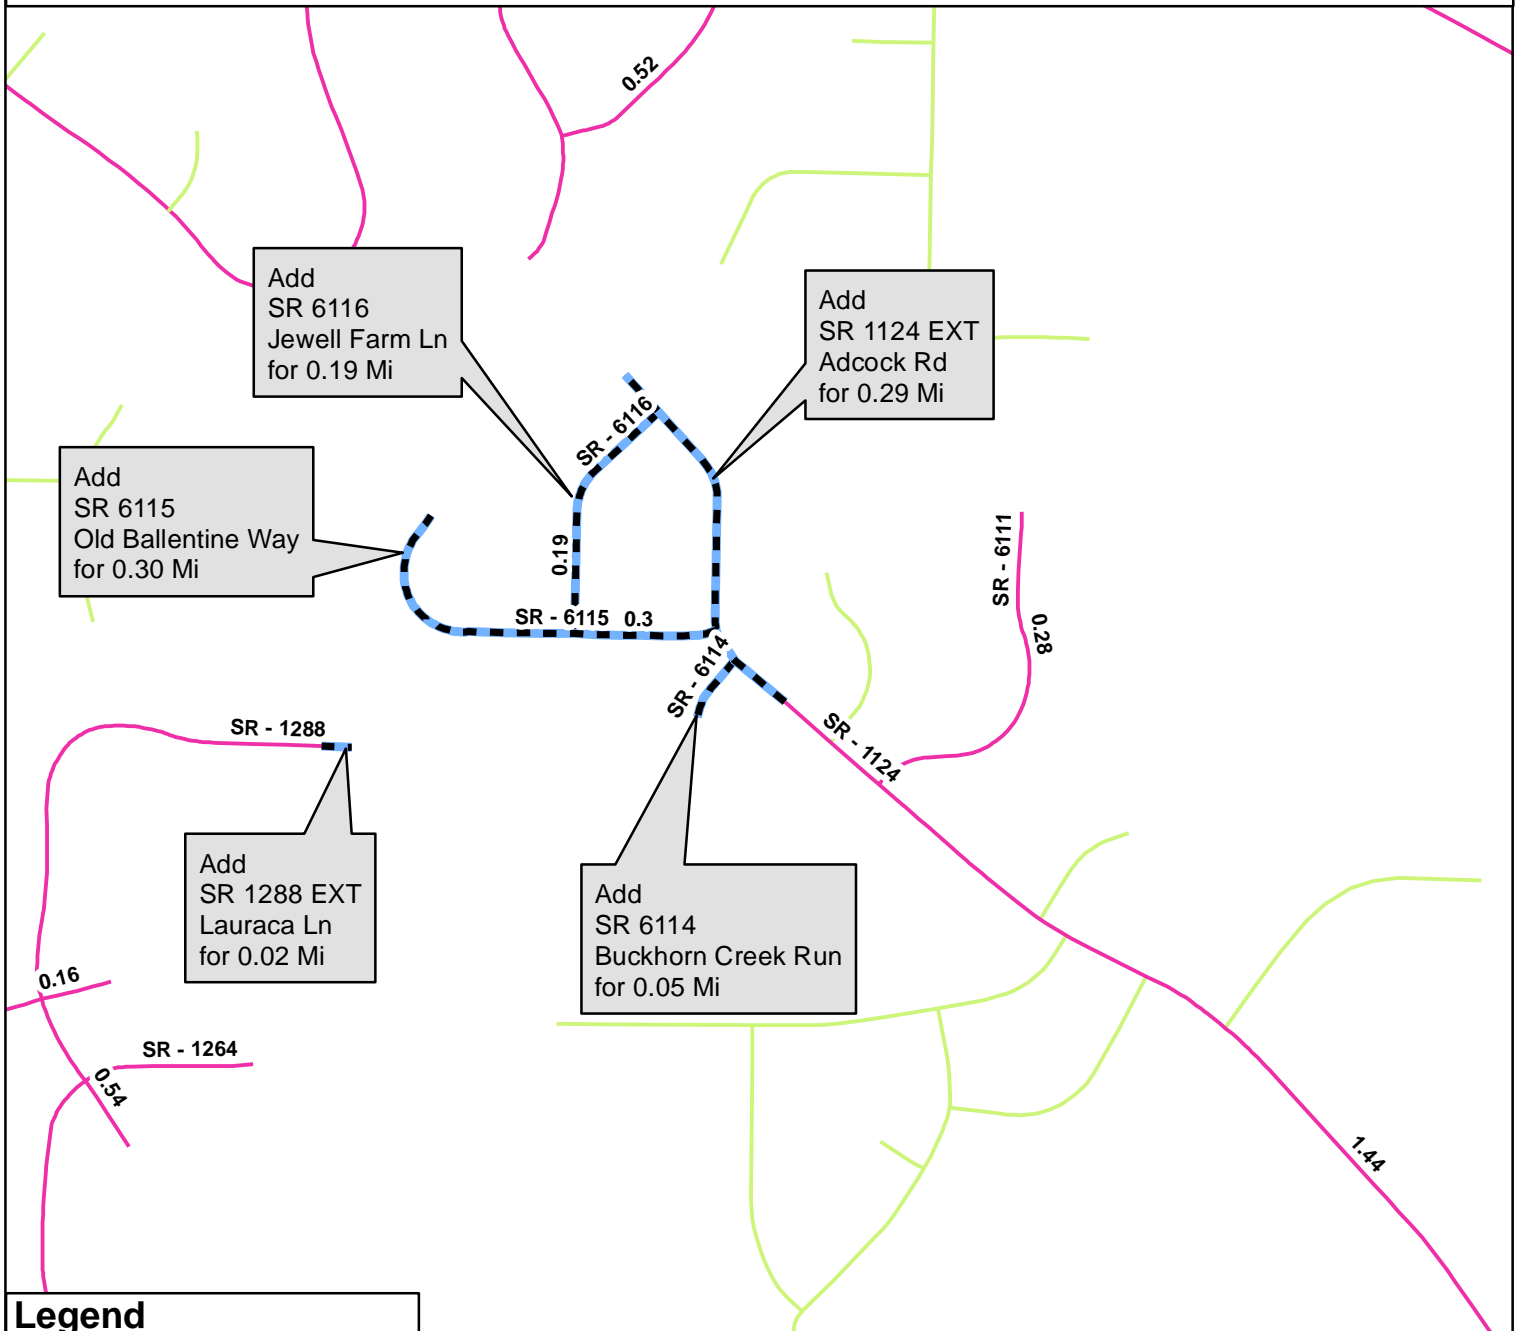 0.52
Add
SR 6116
Jewell Farm Ln
for 0.19 Mi
Add
SR 1124 EXT
Adcock Rd
for 0.29 Mi
SR - 6116
Add
SR 6115
Old Ballentine Way
for 0.30 Mi
0.19
SR - 6115 0.3
SR - 6111
0.28
SR - 6114
SR - 1288
SR - 1124
Add
SR 1288 EXT
Lauraca Ln
for 0.02 Mi
Add
SR 6114
Buckhorn Creek Run
for 0.05 Mi
0.16
SR - 1264
0.54
1.44
Legend